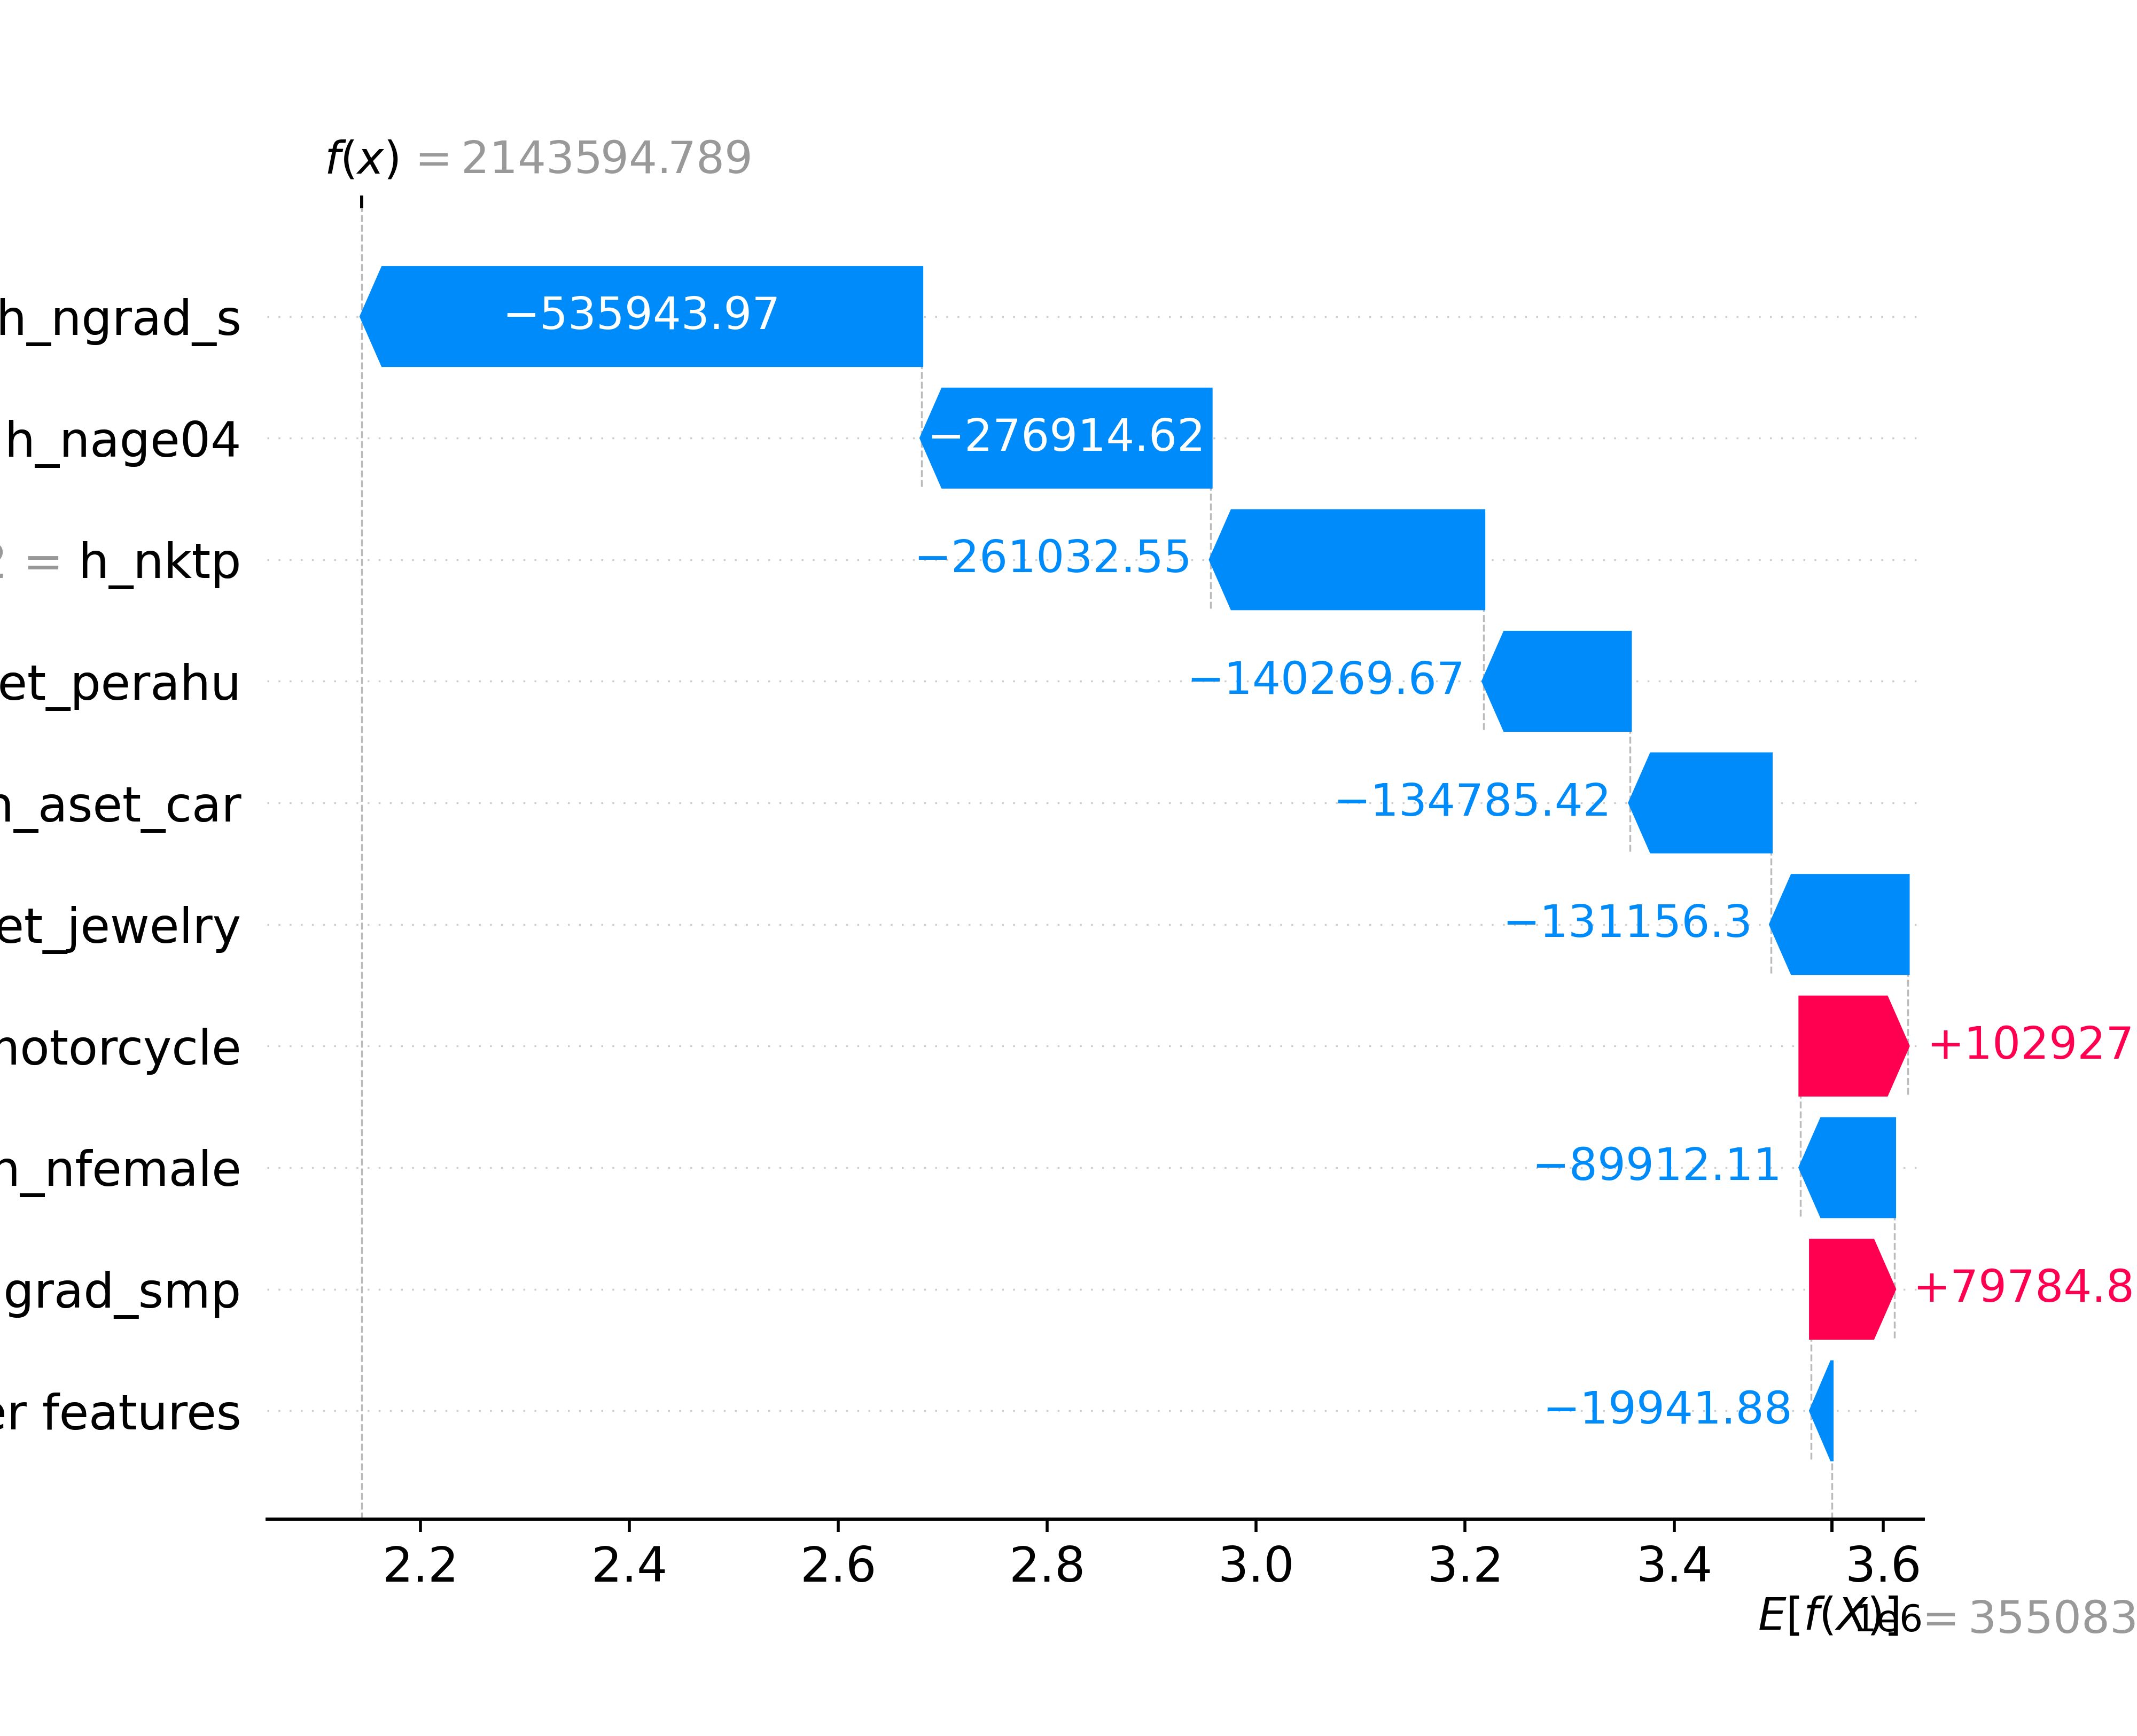 f(x) = 2143594.789
h_ngrad_s −535943.97
h_nage04 −276914.62
= h_nktp −261032.55
et_perahu −140269.67
_aset_car −134785.42
et_jewelry −131156.3
otorcycle +102927
_nfemale −89912.11
grad_smp +79784.8
er features −19941.88
2.2 2.4 2.6 2.8 3.0 3.2 3.4 3.6
E[f(X)] = 355083
1e6